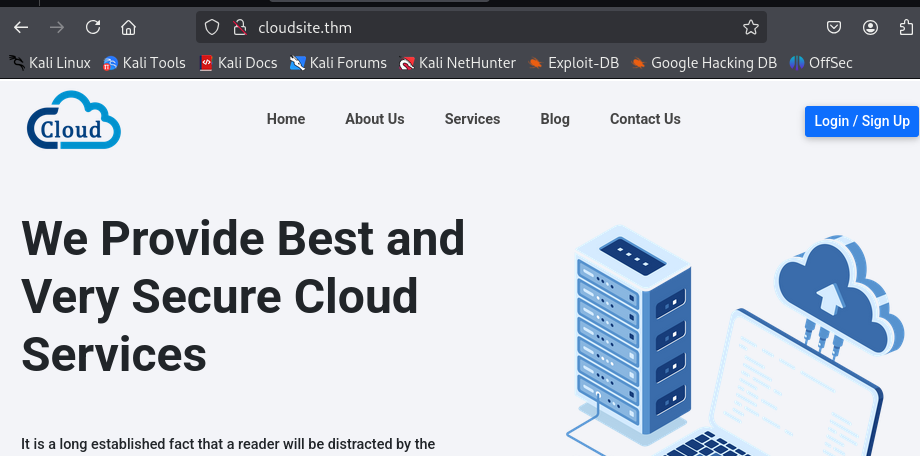 cloudsite.thm
Kali Linux Kali Tools Kali Docs Kali Forums Kali NetHunter Exploit-DB Google Hacking DB OffSec
Cloud Home About Us Services Blog Contact Us Login / Sign Up
We Provide Best and
Very Secure Cloud
Services
It is a long established fact that a reader will be distracted by the